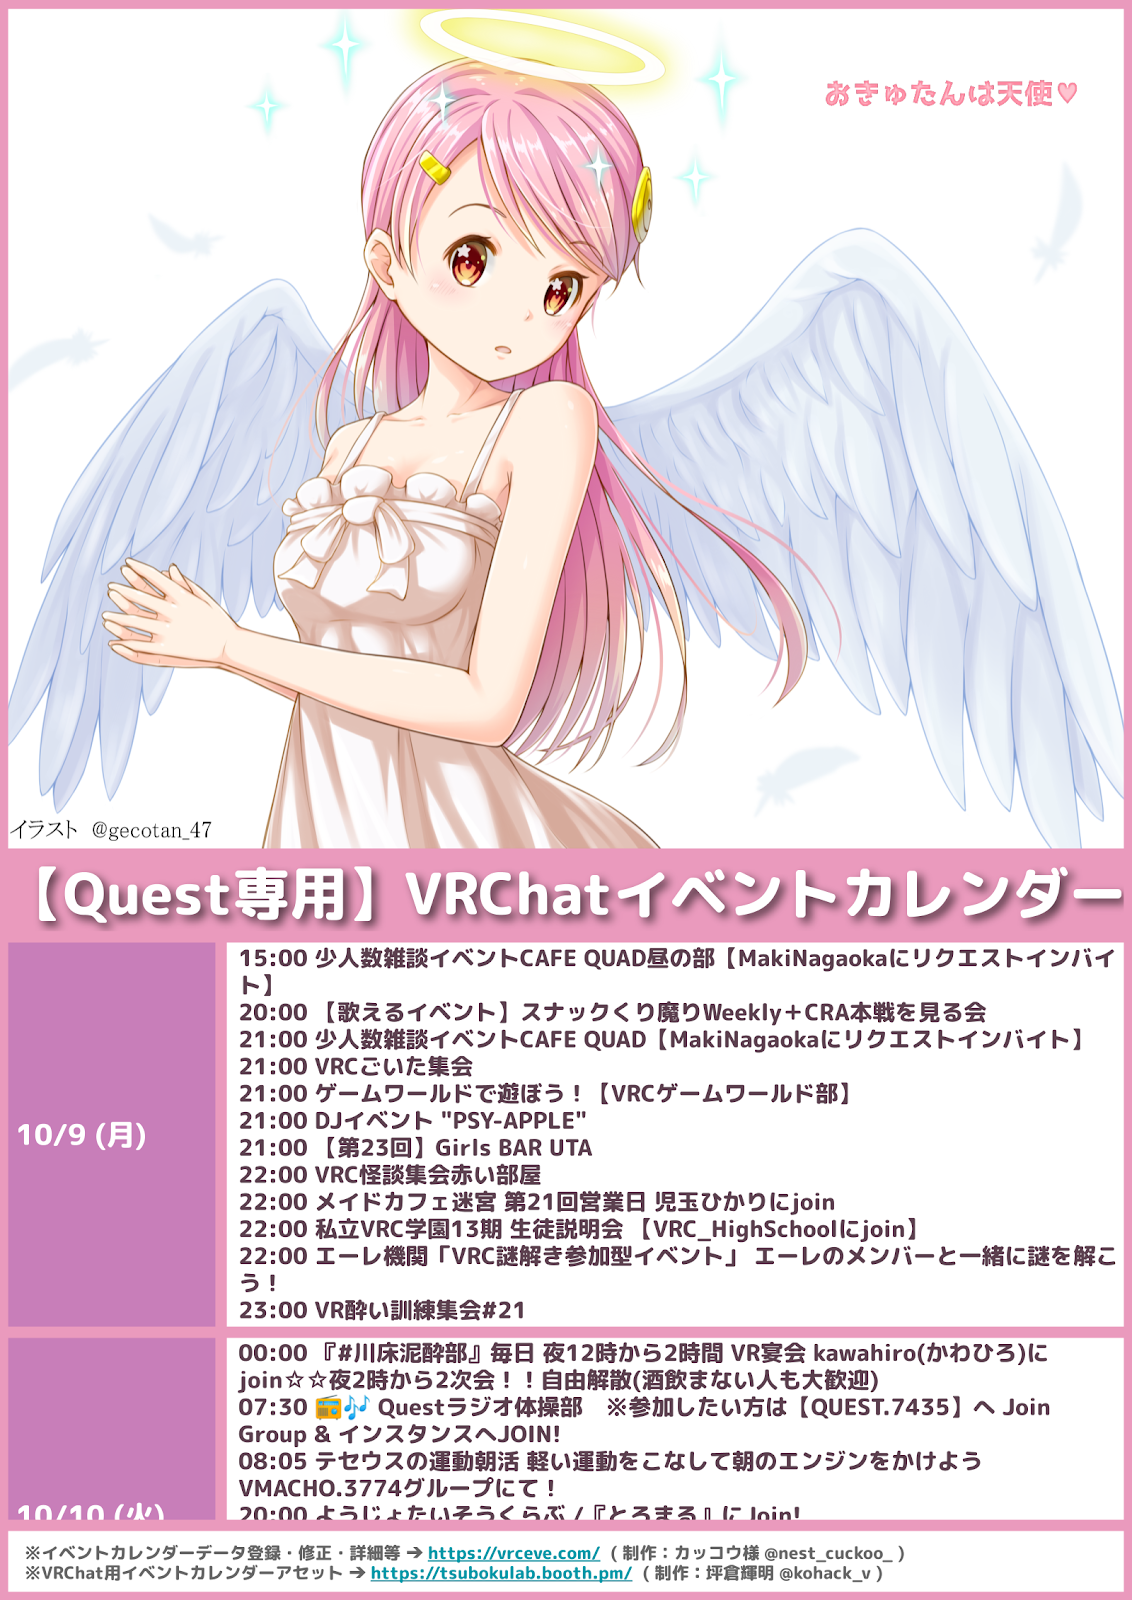 おきゅたんは天使♥
イラスト @gecotan_47
【Quest専用】VRChatイベントカレンダー
10/9 (月)
15:00 少人数雑談イベントCAFE QUAD昼の部【MakiNagaokaにリクエストインバイ
ト】
20:00 【歌えるイベント】スナックくり魔りWeekly＋CRA本戦を見る会
21:00 少人数雑談イベントCAFE QUAD【MakiNagaokaにリクエストインバイト】
21:00 VRCごいた集会
21:00 ゲームワールドで遊ぼう！【VRCゲームワールド部】
21:00 DJイベント "PSY-APPLE"
21:00 【第23回】Girls BAR UTA
22:00 VRC怪談集会赤い部屋
22:00 メイドカフェ迷宮 第21回営業日 児玉ひかりにjoin
22:00 私立VRC学園13期 生徒説明会 【VRC_HighSchoolにjoin】
22:00 エーレ機関「VRC謎解き参加型イベント」 エーレのメンバーと一緒に謎を解こ
う！
23:00 VR酔い訓練集会#21
10/10 (火)
00:00 『#川床泥酔部』毎日 夜12時から2時間 VR宴会 kawahiro(かわひろ)に
join☆☆夜2時から2次会！！自由解散(酒飲まない人も大歓迎)
07:30 📻🎶 Questラジオ体操部　※参加したい方は【QUEST.7435】へ Join
Group & インスタンスへJOIN!
08:05 テセウスの運動朝活 軽い運動をこなして朝のエンジンをかけよう
VMACHO.3774グループにて！
20:00 ようじょたいそうくらぶ /『とろまる』に Join!
※イベントカレンダーデータ登録・修正・詳細等 ➔ https://vrceve.com/ ( 制作：カッコウ様 @nest_cuckoo_ )
※VRChat用イベントカレンダーアセット ➔ https://tsubokulab.booth.pm/ ( 制作：坪倉輝明 @kohack_v )